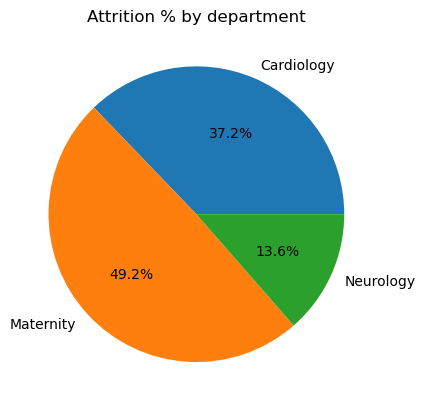 Attrition % by department
Cardiology
37.2%
13.6%
49.2%
Neurology
Maternity